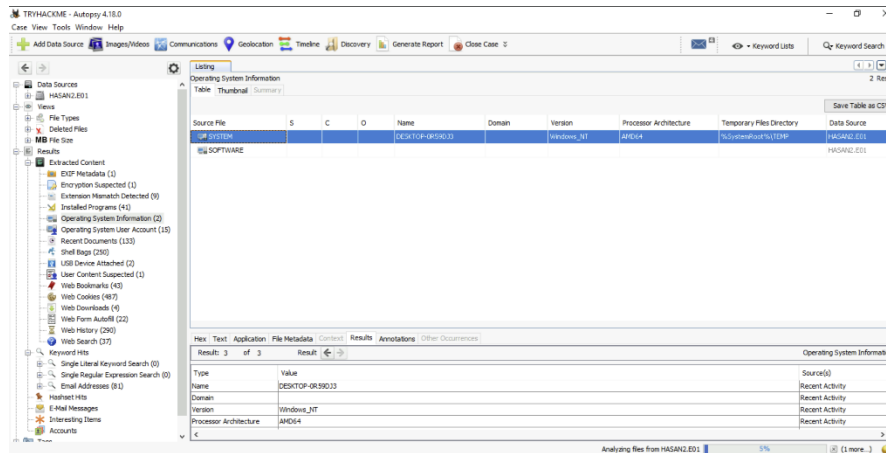 TRYHACKME - Autopsy 4.18.0
Case View Tools Window Help
Add Data Source Images/Videos Communications Geolocation Timeline Discovery Generate Report Close Case Keyword Lists Keyword Search
Listing
Operating System Information
2 Res
Table Thumbnail Summary
Save Table as CS
Source File S C O Name Domain Version Processor Architecture Temporary Files Directory Data Source
SYSTEM DESKTOP-0R59DJ3 Windows_NT AMD64 %SystemRoot%\TEMP HASAN2.E01
SOFTWARE HASAN2.E01
Data Sources
HASAN2.E01
Views
File Types
Deleted Files
MB File Size
Results
Extracted Content
EXIF Metadata (1)
Encryption Suspected (1)
Extension Mismatch Detected (9)
Installed Programs (41)
Operating System Information (2)
Operating System User Account (15)
Recent Documents (133)
Shell Bags (250)
USB Device Attached (2)
User Content Suspected (1)
Web Bookmarks (43)
Web Cookies (487)
Web Downloads (4)
Web Form Autofill (22)
Web History (290)
Web Search (37)
Keyword Hits
Single Literal Keyword Search (0)
Single Regular Expression Search (0)
Email Addresses (81)
Hashset Hits
E-Mail Messages
Interesting Items
Accounts
Hex Text Application File Metadata Context Results Annotations Other Occurrences
Result: 3 of 3 Result Operating System Informati
Type Value Source(s)
Name DESKTOP-0R59DJ3 Recent Activity
Domain Recent Activity
Version Windows_NT Recent Activity
Processor Architecture AMD64 Recent Activity
Analyzing files from HASAN2.E01 5% (1 more...)